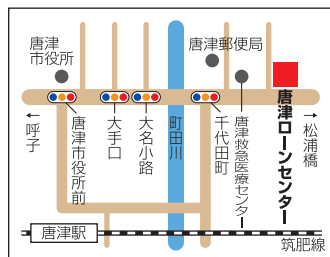 唐津
市役所
唐津郵便局
←呼子
唐津市役所前
大手口
大名小路
町田川
千代田町
唐津救急医療センター
唐津ローンセンター
→松浦橋
唐津駅
筑肥線